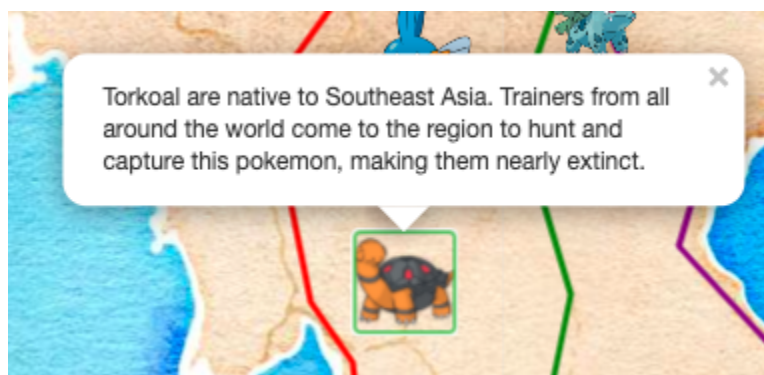 Torkoal are native to Southeast Asia. Trainers from all
around the world come to the region to hunt and
capture this pokemon, making them nearly extinct.